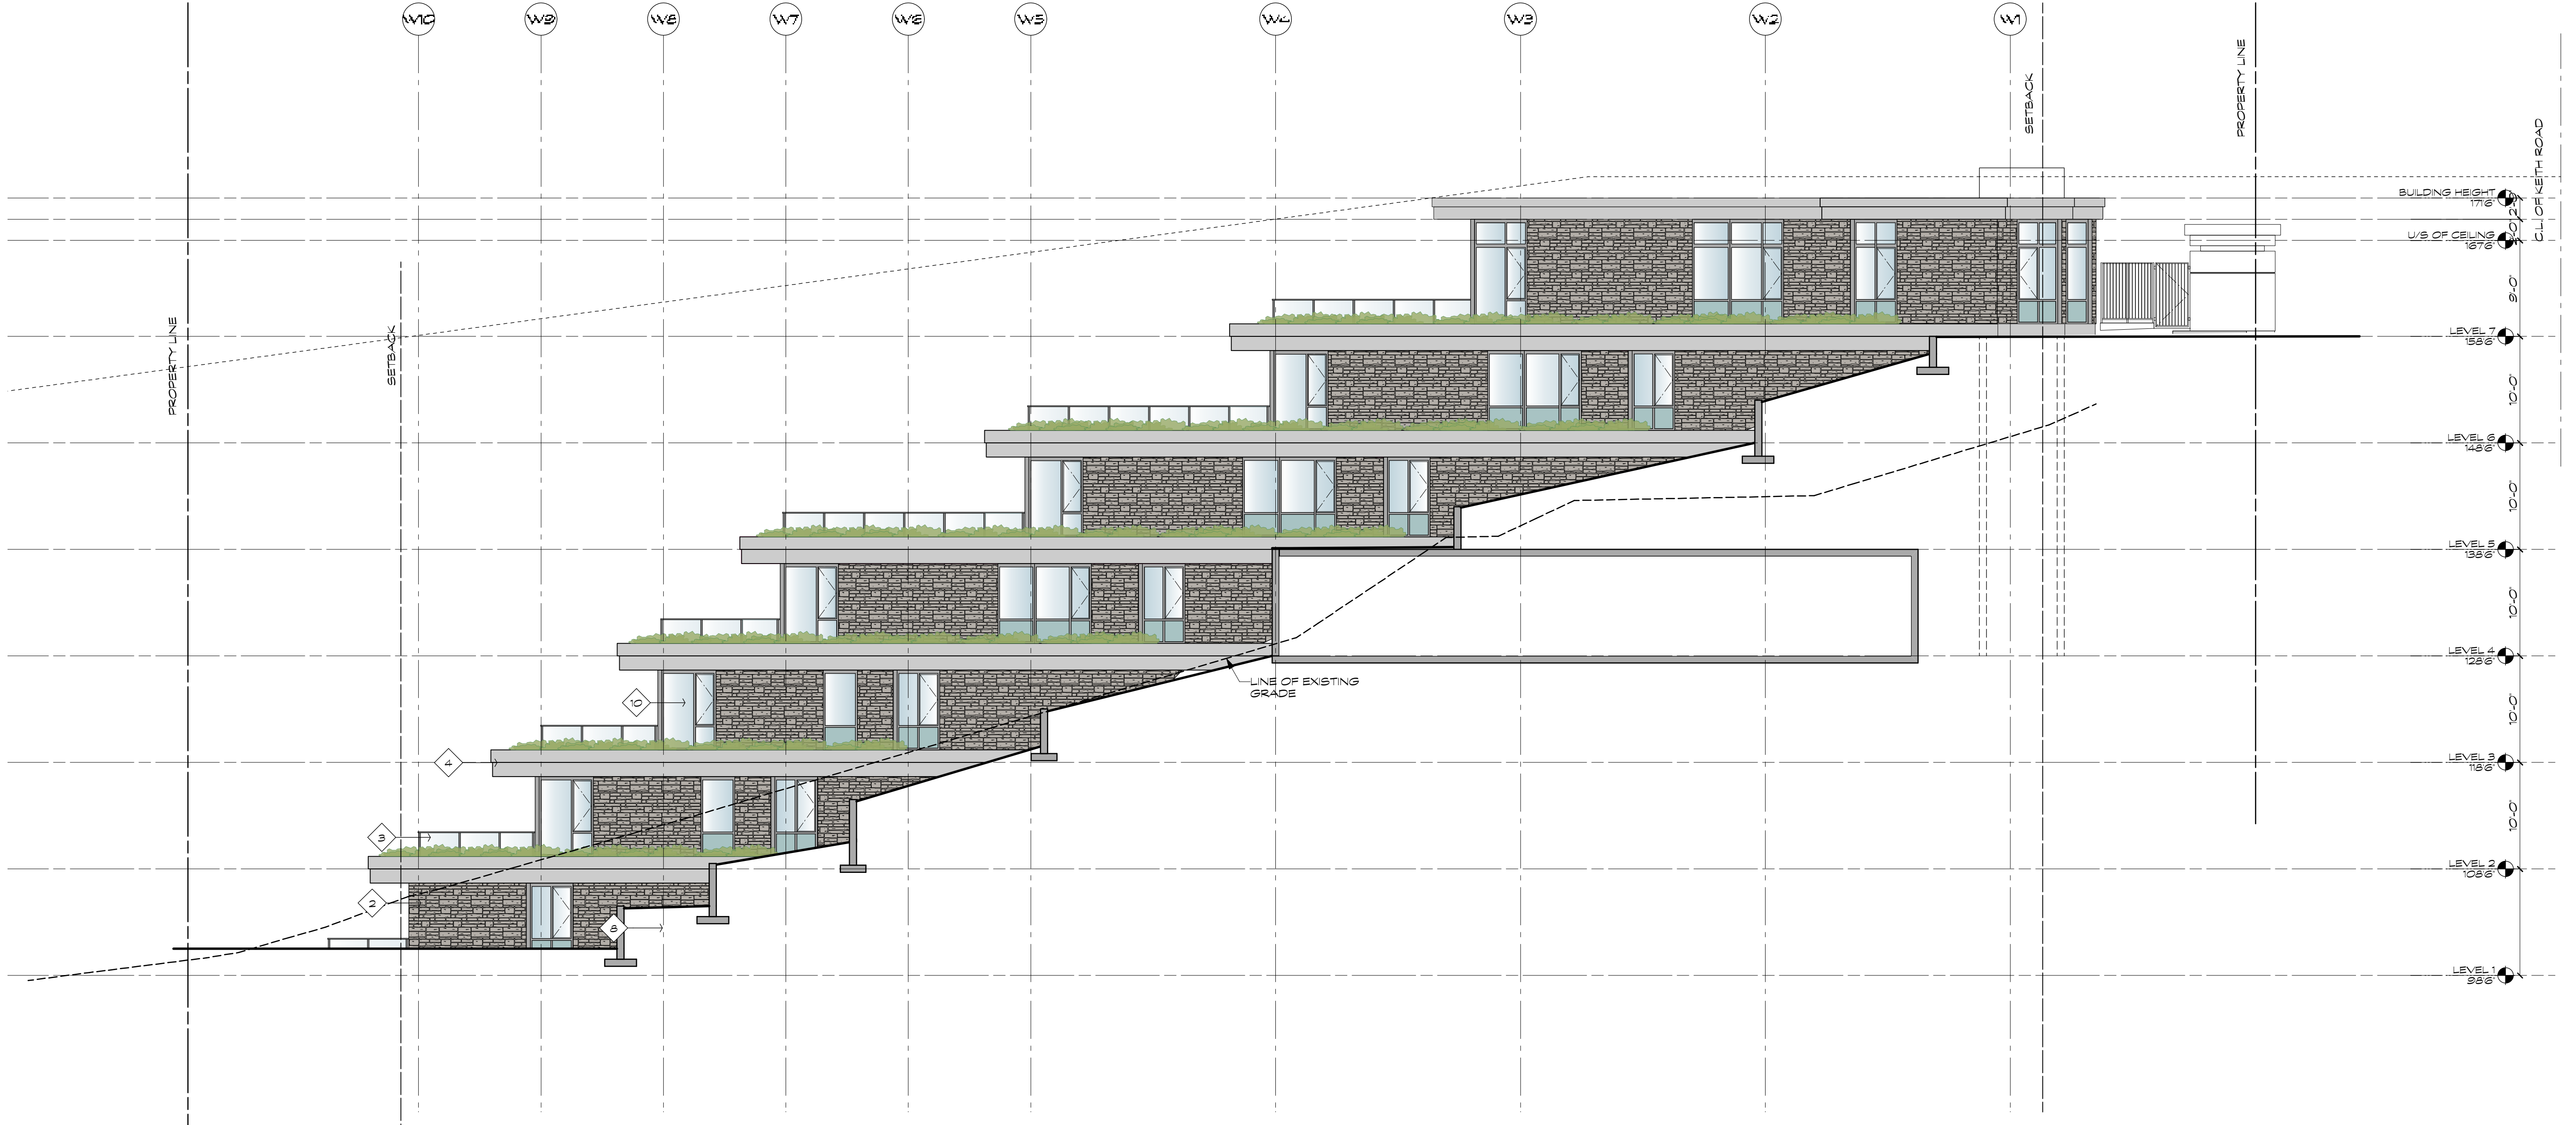 W10 W9 W8 W7 W6 W5 W4 W3 W2 W1
SETBACK
PROPERTY LINE
C.L. OF KEITH ROAD
BUILDING HEIGHT
171'6"
U/S OF CEILING
167'6"
9'-0"
PROPERTY LINE
SETBACK
LEVEL 7
158'6"
10'-0"
LEVEL 6
148'6"
10'-0"
LEVEL 5
138'6"
10'-0"
LEVEL 4
128'6"
LINE OF EXISTING
GRADE
10
10'-0"
4
LEVEL 3
118'6"
10'-0"
3
LEVEL 2
108'6"
2
8
LEVEL 1
98'6"